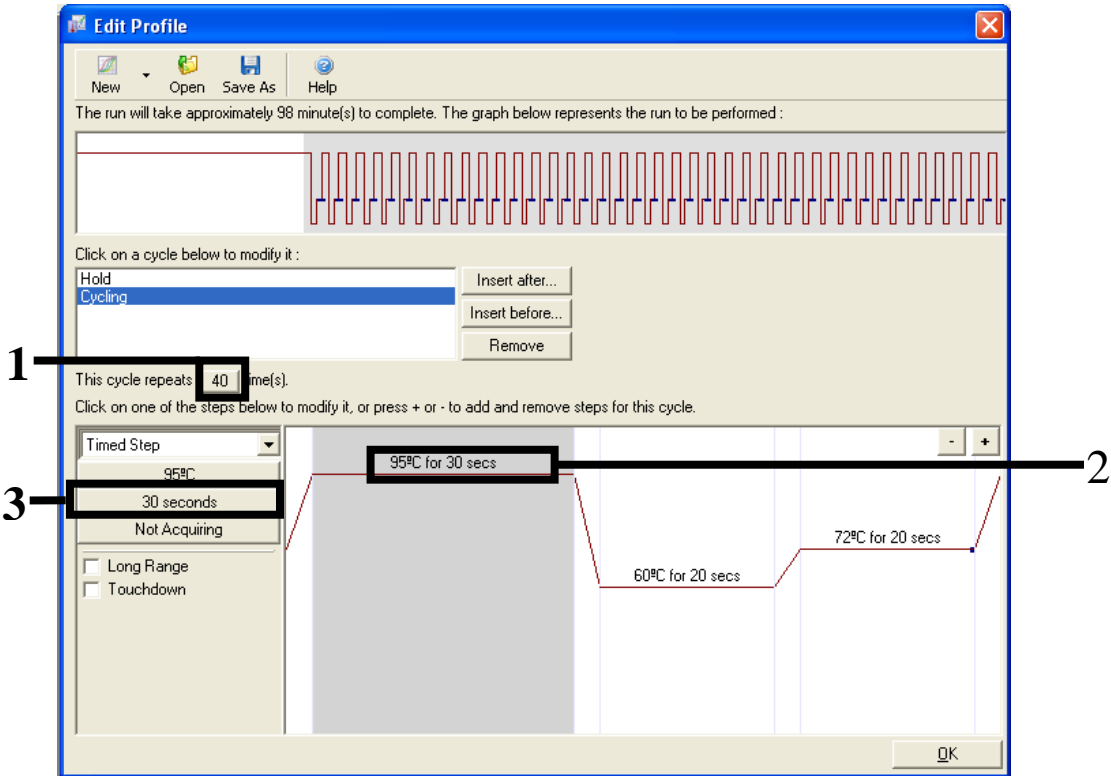 Edit Profile
New Open Save As Help
The run will take approximately 98 minute(s) to complete. The graph below represents the run to be performed :
Click on a cycle below to modify it :
Hold
Cycling
Insert after...
Insert before...
Remove
1
This cycle repeats 40 ime(s).
Click on one of the steps below to modify it, or press + or - to add and remove steps for this cycle.
Timed Step
- +
95ºC for 30 secs
2
95ºC
3
30 seconds
Not Acquiring
72ºC for 20 secs
Long Range
60ºC for 20 secs
Touchdown
OK